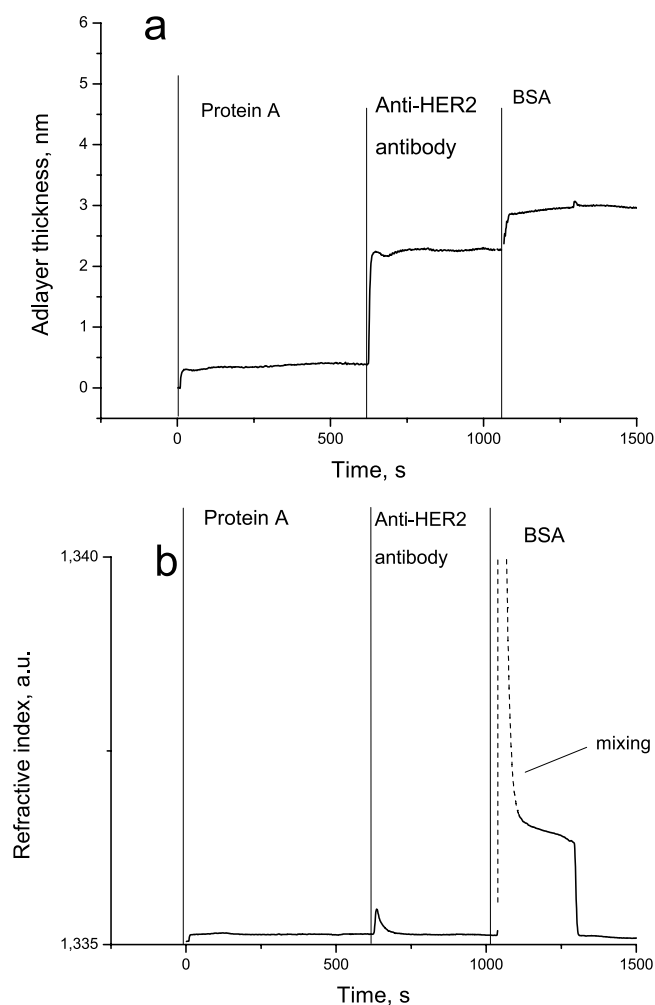 a
6
5
4
3
2
1
0
Adlayer thickness, nm
Protein A
Anti-HER2
antibody
BSA
0
500
1000
1500
Time, s
b
1,340
1,335
Refractive index, a.u.
Protein A
Anti-HER2
antibody
BSA
mixing
0
500
1000
1500
Time, s